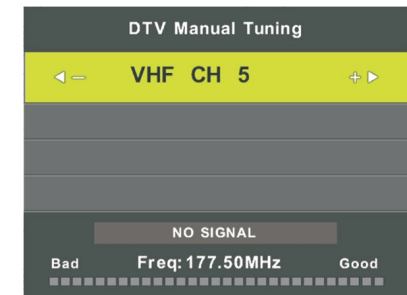 DTV Manual Tuning
VHF CH 5
NO SIGNAL
Bad Freq:177.50MHz Good